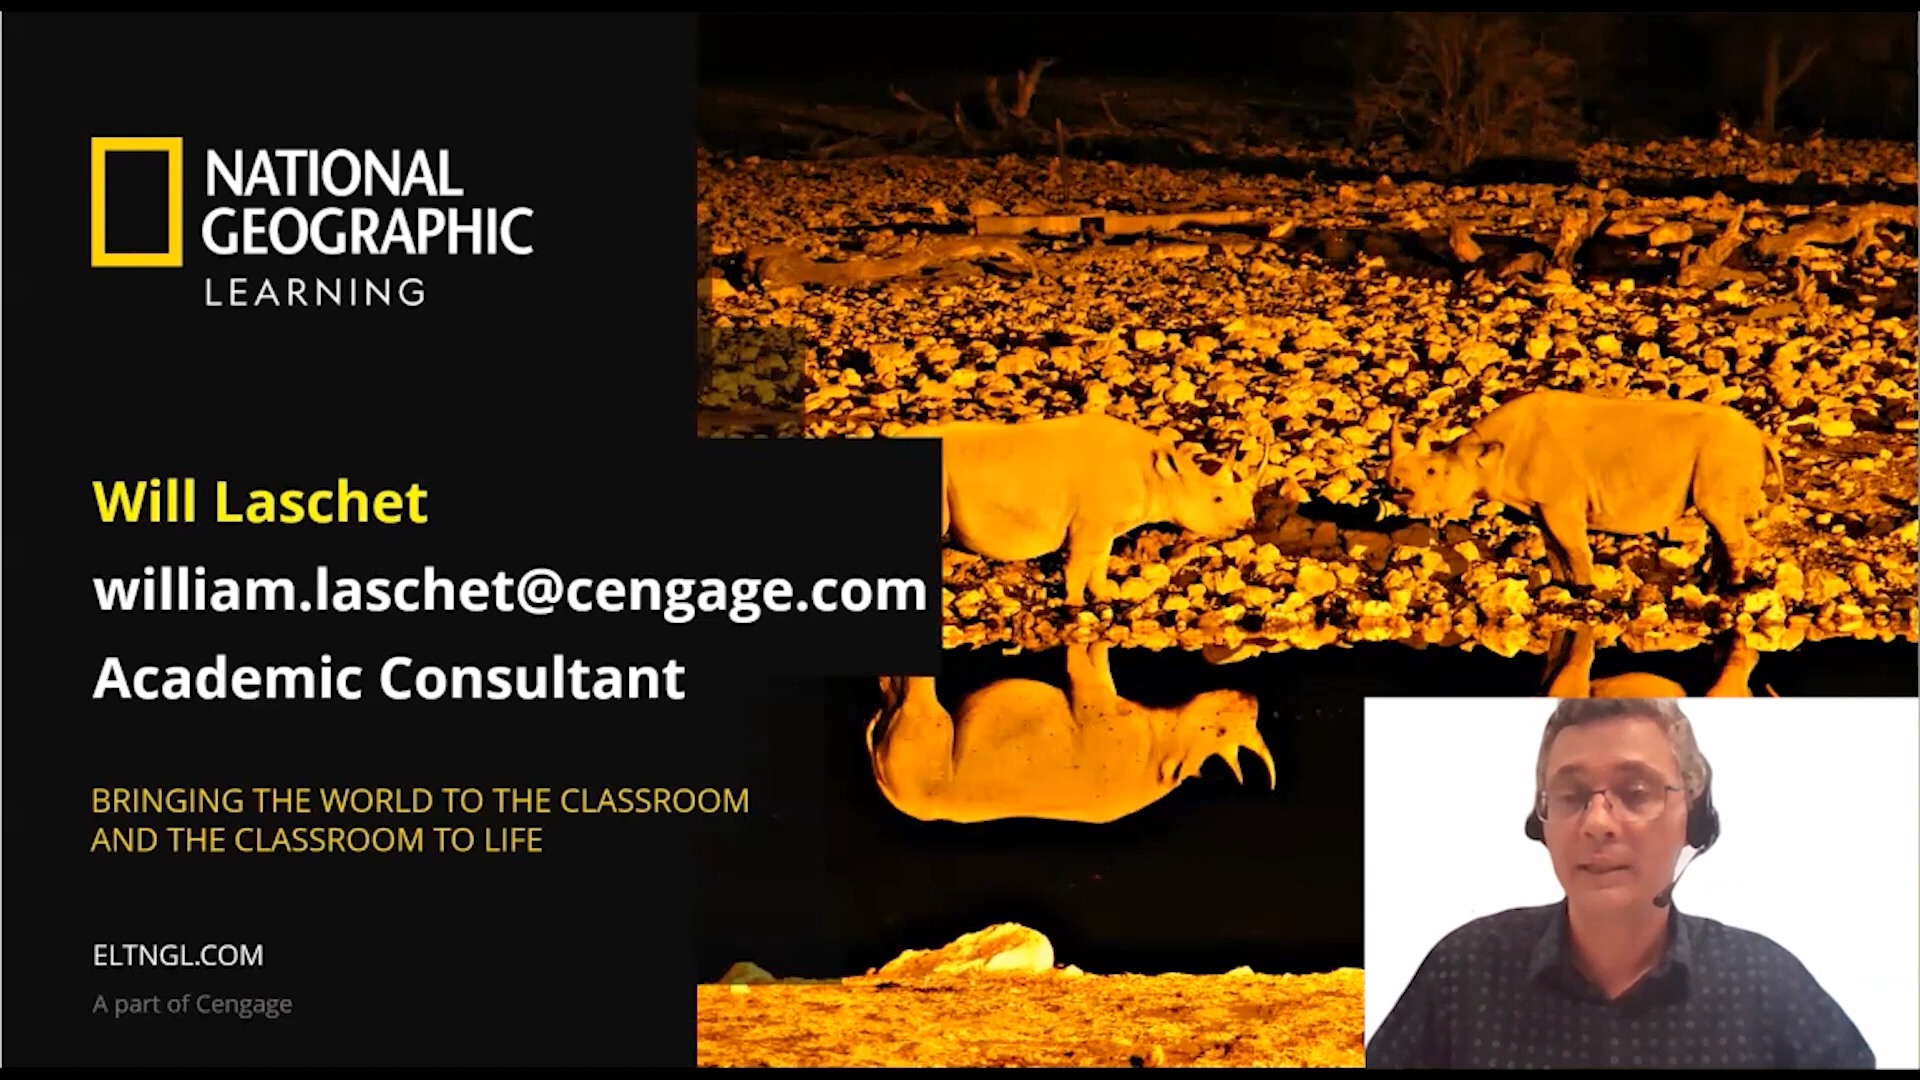 NATIONAL
GEOGRAPHIC
LEARNING
Will Laschet
william.laschet@cengage.com
Academic Consultant
BRINGING THE WORLD TO THE CLASSROOM
AND THE CLASSROOM TO LIFE
ELTNGL.COM
A part of Cengage